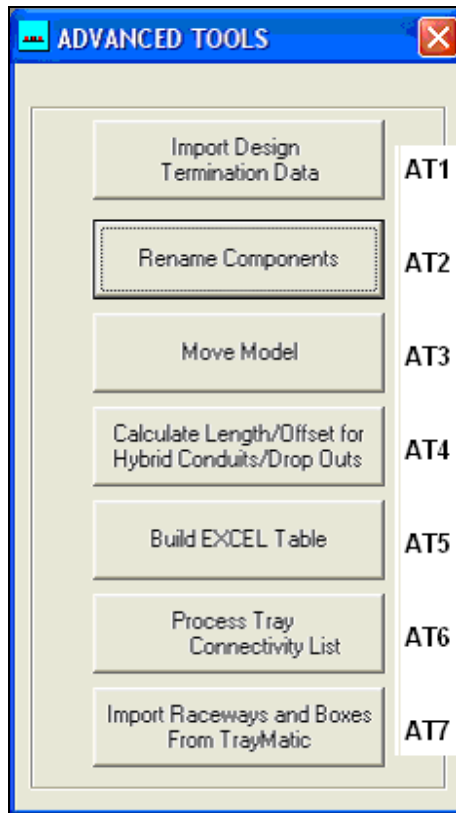 ADVANCED TOOLS
Import Design
Termination Data
AT1
Rename Components
AT2
Move Model
AT3
Calculate Length/Offset for
Hybrid Conduits/Drop Outs
AT4
Build EXCEL Table
AT5
Process Tray
Connectivity List
AT6
Import Raceways and Boxes
From TrayMatic
AT7